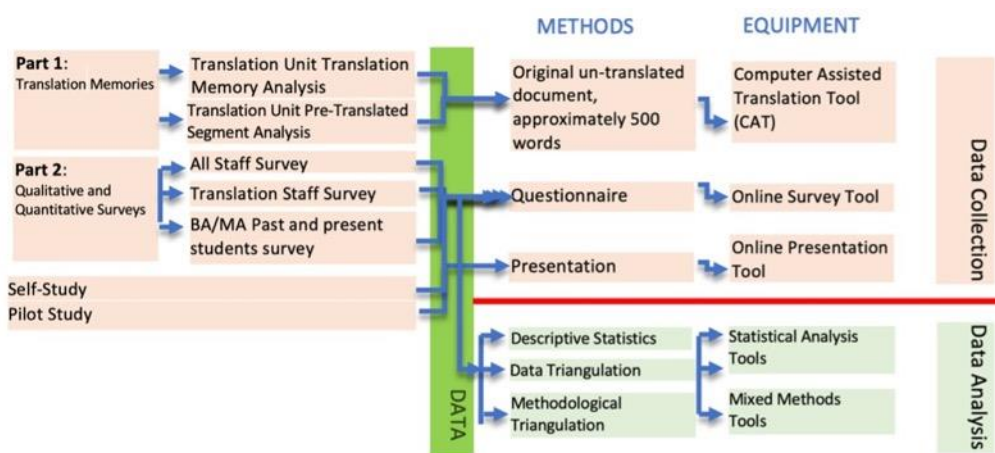 METHODS
EQUIPMENT
Part 1:
Translation Memories
Translation Unit Translation
Memory Analysis
Translation Unit Pre-Translated
Segment Analysis
Original un-translated
document,
approximately 500
words
Computer Assisted
Translation Tool
(CAT)
Part 2:
Qualitative and
Quantitative Surveys
All Staff Survey
Translation Staff Survey
BA/MA Past and present
students survey
Questionnaire
Online Survey Tool
Presentation
Online Presentation
Tool
Self-Study
Pilot Study
Data Collection
DATA
Descriptive Statistics
Data Triangulation
Methodological
Triangulation
Statistical Analysis
Tools
Mixed Methods
Tools
Data Analysis